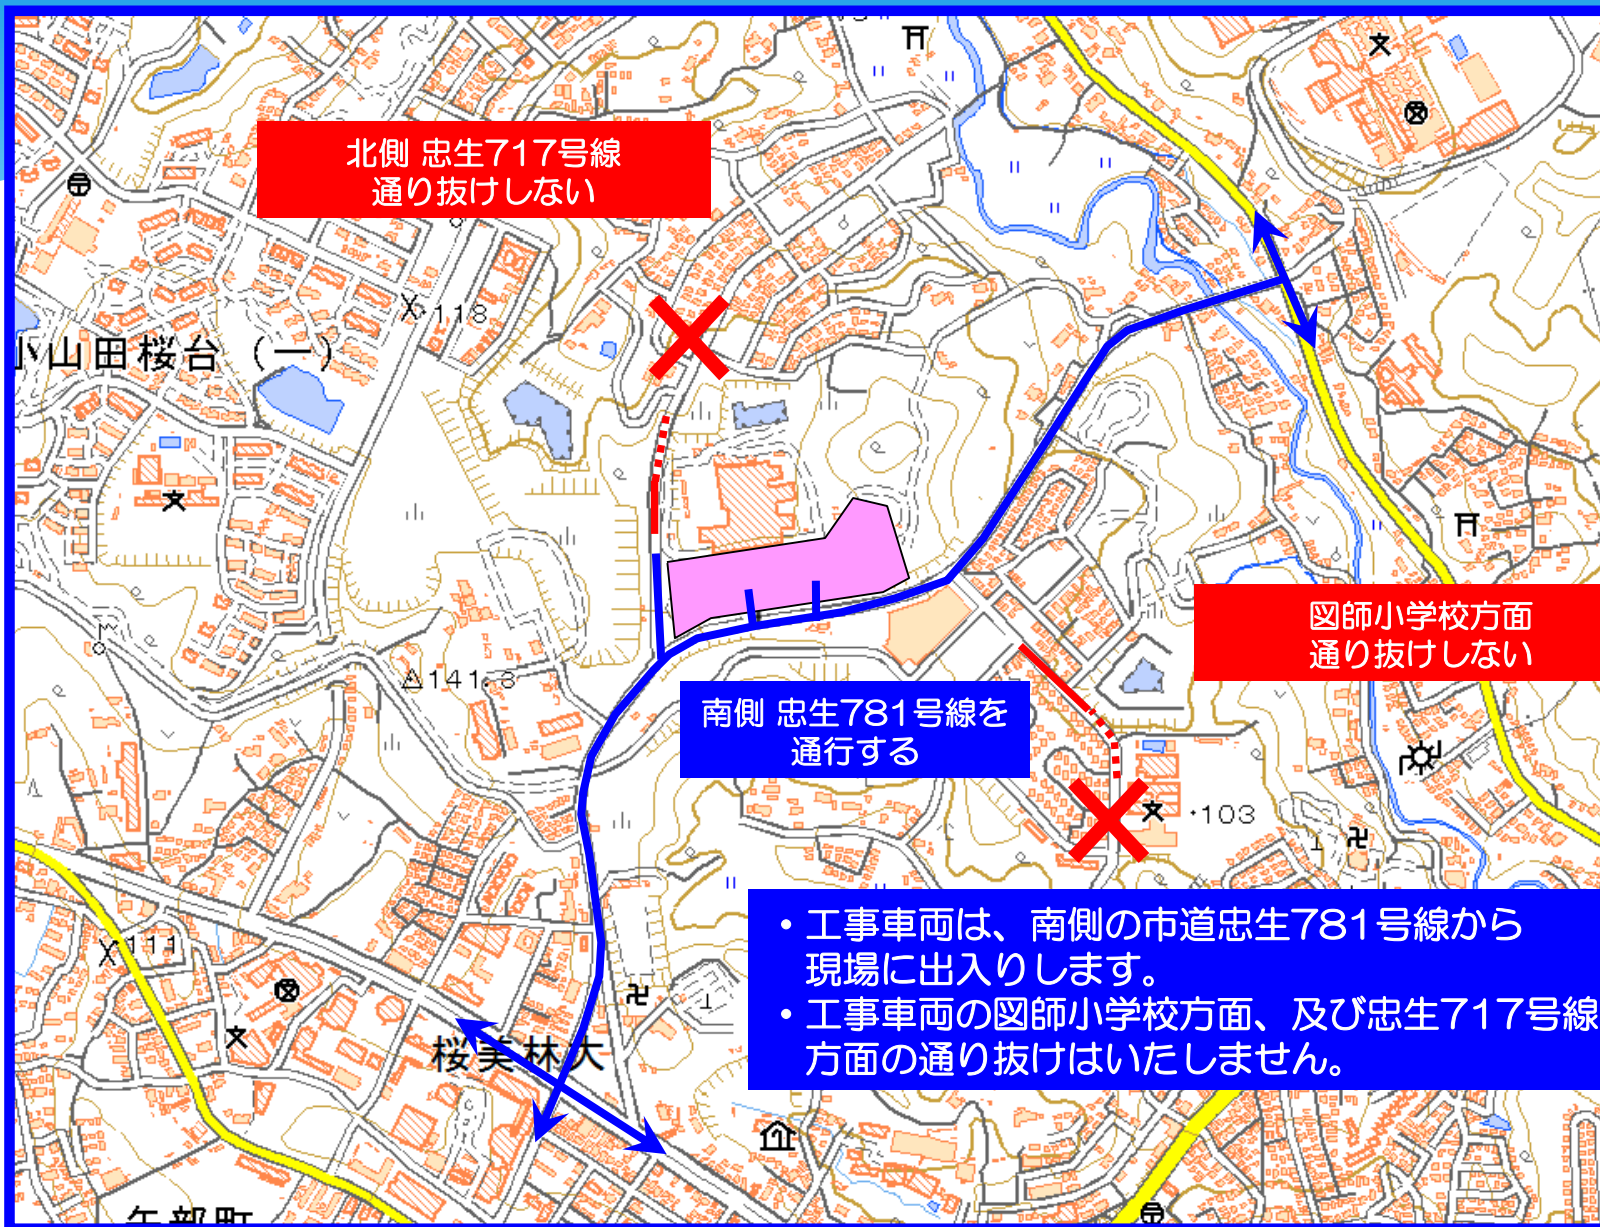 北側 忠生717号線
通り抜けしない
118
小山田桜台（一）
図師小学校方面
通り抜けしない
141.3
南側 忠生781号線を
通行する
103
・工事車両は、南側の市道忠生781号線から
現場に出入りします。
・工事車両の図師小学校方面、及び忠生717号線
方面の通り抜けはいたしません。
111
桜美林大
矢部町